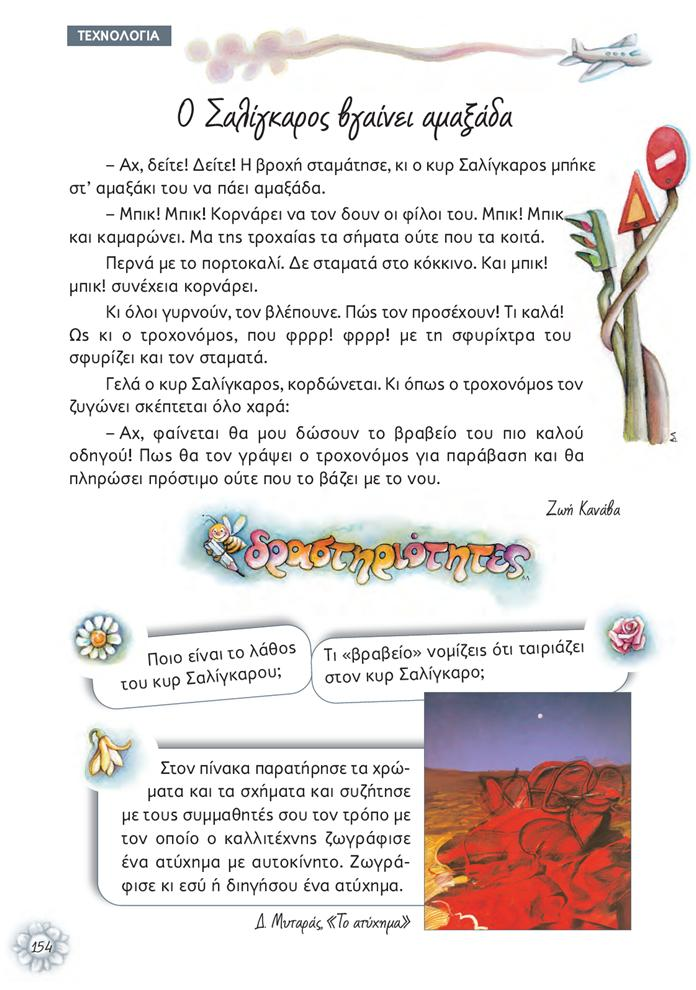 ΤΕΧΝΟΛΟΓΙΑ
Ο Σαλίγκαρος βγαίνει αμαξάδα
– Αχ, δείτε! Δείτε! Η βροχή σταμάτησε, κι ο κυρ Σαλίγκαρος μπήκε
στ’ αμαξάκι του να πάει αμαξάδα.
– Μπικ! Μπικ! Κορνάρει να τον δουν οι φίλοι του. Μπικ! Μπικ
και καμαρώνει. Μα της τροχαίας τα σήματα ούτε που τα κοιτά.
Περνά με το πορτοκαλί. Δε σταματά στο κόκκινο. Και μπικ!
μπικ! συνέχεια κορνάρει.
Κι όλοι γυρνούν, τον βλέπουνε. Πώς τον προσέχουν! Τι καλά!
Ως κι ο τροχονόμος, που φρρρ! φρρρ! με τη σφυρίχτρα του
σφυρίζει και τον σταματά.
Γελά ο κυρ Σαλίγκαρος, κορδώνεται. Κι όπως ο τροχονόμος τον
ζυγώνει σκέπτεται όλο χαρά:
– Αχ, φαίνεται θα μου δώσουν το βραβείο του πιο καλού
οδηγού! Πως θα τον γράψει ο τροχονόμος για παράβαση και θα
πληρώσει πρόστιμο ούτε που το βάζει με το νου.
Ζωή Κανάβα
δραστηριότητες
Ποιο είναι το λάθος
του κυρ Σαλίγκαρου;
Τι «βραβείο» νομίζεις ότι ταιριάζει
στον κυρ Σαλίγκαρο;
Στον πίνακα παρατήρησε τα χρώ-
ματα και τα σχήματα και συζήτησε
με τους συμμαθητές σου τον τρόπο με
τον οποίο ο καλλιτέχνης ζωγράφισε
ένα ατύχημα με αυτοκίνητο. Ζωγρά-
φισε κι εσύ ή διηγήσου ένα ατύχημα.
Δ. Μυταράς, «Το ατύχημα»
154